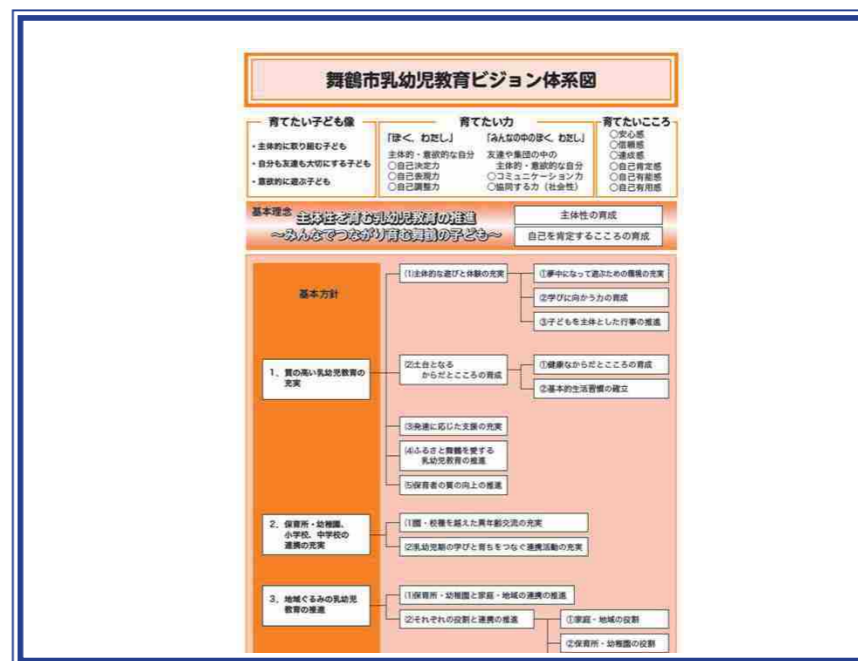 舞鶴市乳幼児教育ビジョン体系図
育てたい子ども像
・主体的に取り組む子ども
・自分も友達も大切にする子ども
・意欲的に遊ぶ子ども
育てたい力
「ぼく、わたし」
主体的・意欲的な自分
○自己決定力
○自己表現力
○自己調整力
「みんなの中のぼく、わたし」
友達や集団の中の
主体的・意欲的な自分
○コミュニケーション力
○協同する力（社会性）
育てたいこころ
○安心感
○信頼感
○達成感
○自己肯定感
○自己有能感
○自己有用感
基本理念
主体性を育む乳幼児教育の推進
～みんなでつながり育む舞鶴の子ども～
主体性の育成
自己を肯定するこころの育成
基本方針
1．質の高い乳幼児教育の
充実
(1)主体的な遊びと体験の充実
①夢中になって遊ぶための環境の充実
②学びに向かう力の育成
③子どもを主体とした行事の推進
(2)土台となる
からだとこころの育成
①健康なからだとこころの育成
②基本的生活習慣の確立
(3)発達に応じた支援の充実
(4)ふるさと舞鶴を愛する
乳幼児教育の推進
(5)保育者の質の向上の推進
2．保育所・幼稚園、
小学校、中学校の
連携の充実
(1)園・校種を越えた異年齢交流の充実
(2)乳幼児期の学びと育ちをつなぐ連携活動の充実
3．地域ぐるみの乳幼児
教育の推進
(1)保育所・幼稚園と家庭・地域の連携の推進
(2)それぞれの役割と連携の推進
①家庭・地域の役割
②保育所・幼稚園の役割